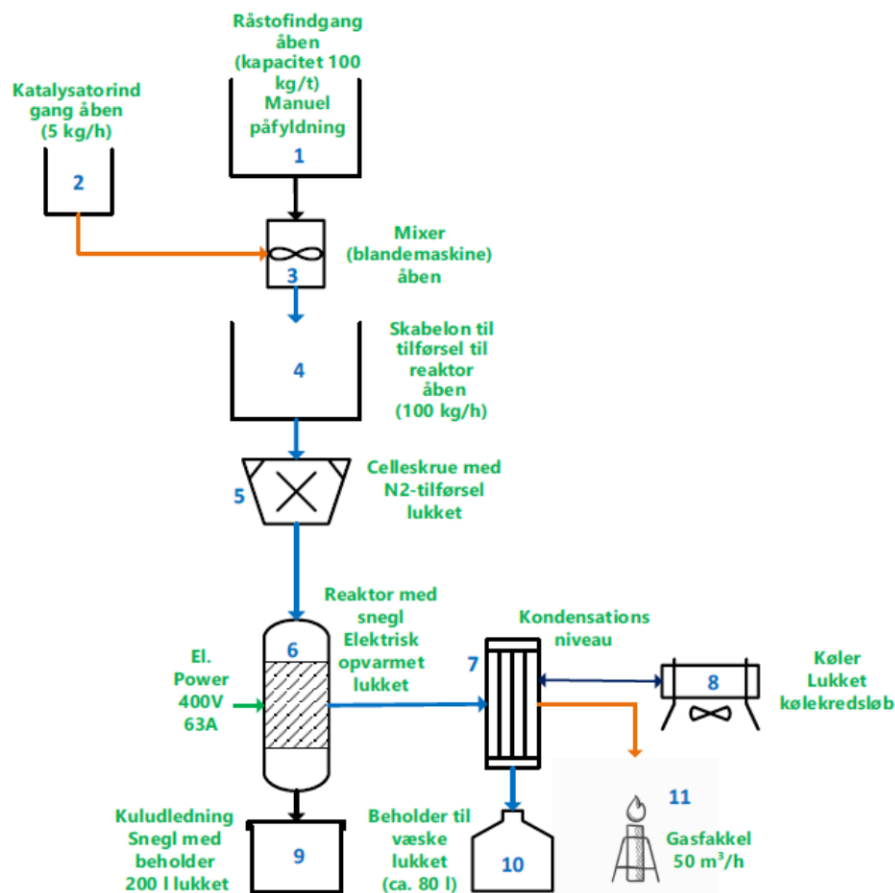 Råstofindgang
åben
(kapacitet 100
kg/t)
Manuel
påfyldning
1
Katalysatorind
gang åben
(5 kg/h)
2
Mixer
(blandemaskine)
åben
3
Skabelon til
tilførsel til
reaktor
åben
(100 kg/h)
4
Celleskrue med
N2-tilførsel
lukket
5
Reaktor med
snegl
Elektrisk
opvarmet
lukket
6
El.
Power
400V
63A
Kondensations
niveau
7
Køler
Lukket
kølekredsløb
8
Kuludledning
Snegl med
beholder
200 l lukket
9
Beholder til
væske
lukket
(ca. 80 l)
10
11
Gasfakkel
50 m³/h